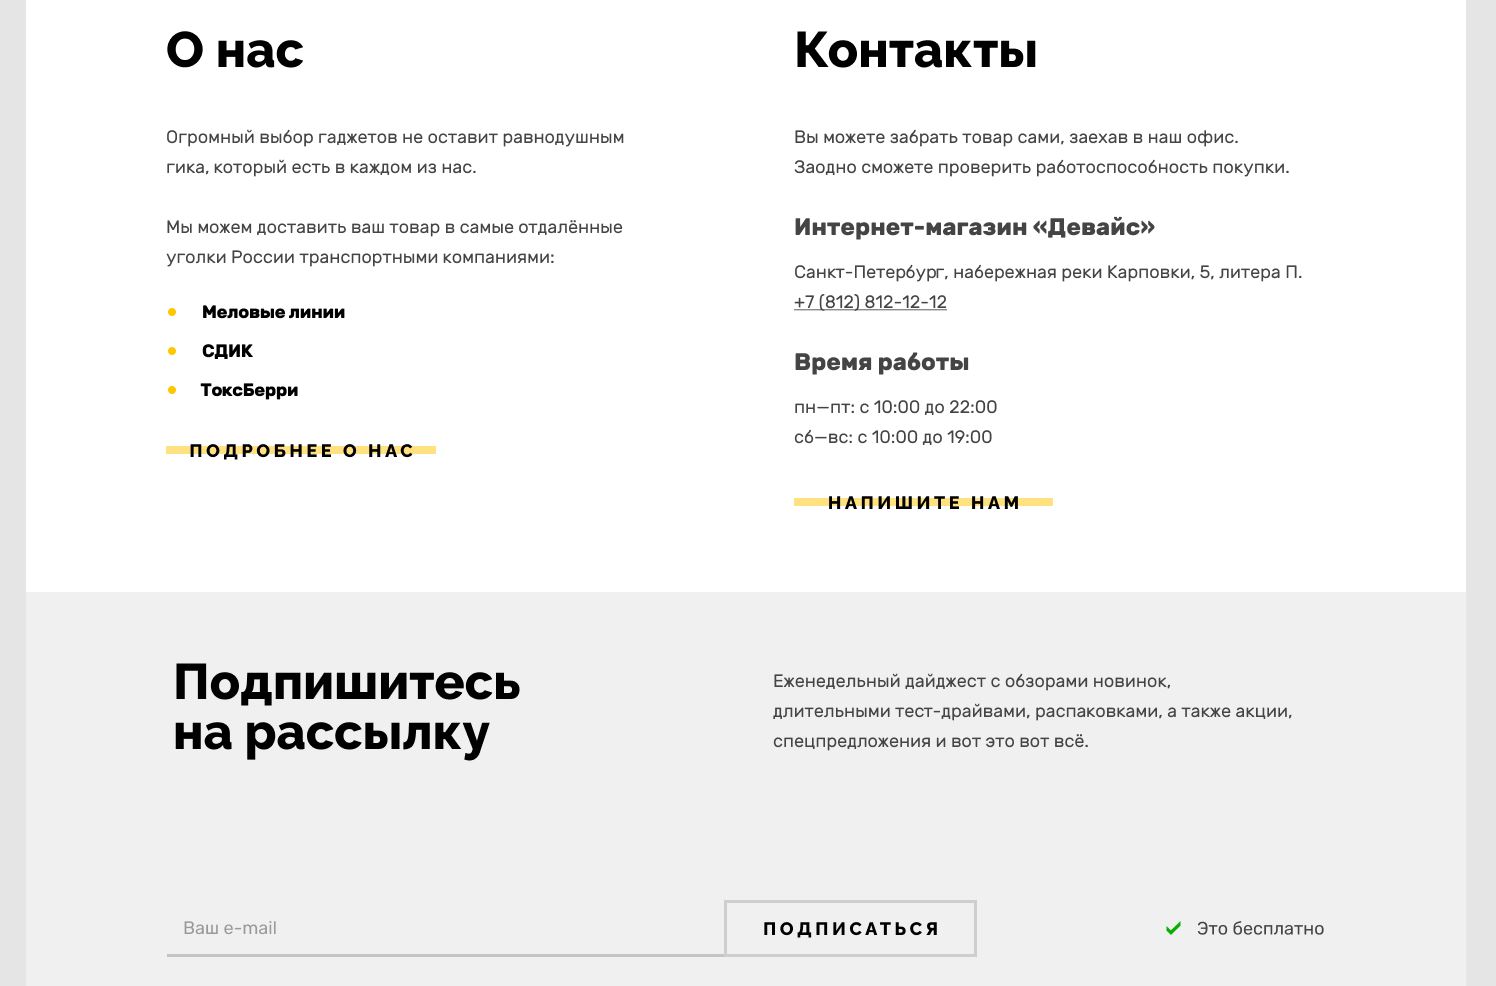 О нас
Огромный выбор гаджетов не оставит равнодушным
гика, который есть в каждом из нас.
Мы можем доставить ваш товар в самые отдалённые
уголки России транспортными компаниями:
Меловые линии
СДИК
ТоксБерри
ПОДРОБНЕЕ О НАС
Контакты
Вы можете забрать товар сами, заехав в наш офис.
Заодно сможете проверить работоспособность покупки.
Интернет-магазин «Девайс»
Санкт-Петербург, набережная реки Карповки, 5, литера П.
+7 (812) 812-12-12
Время работы
пн—пт: с 10:00 до 22:00
сб—вс: с 10:00 до 19:00
НАПИШИТЕ НАМ
Подпишитесь
на рассылку
Еженедельный дайджест с обзорами новинок,
длительными тест-драйвами, распаковками, а также акции,
спецпредложения и вот это вот всё.
Ваш e-mail
ПОДПИСАТЬСЯ
Это бесплатно